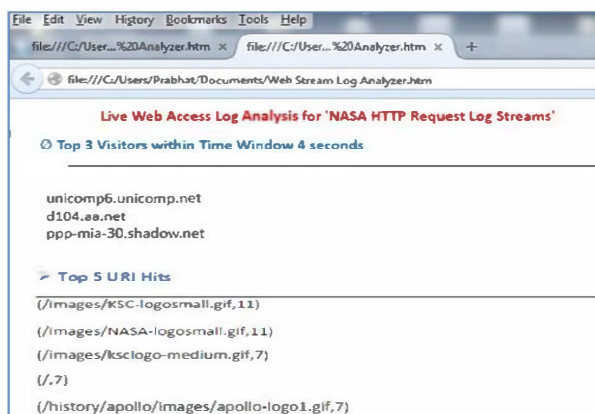 File Edit View History Bookmarks Tools Help
file:///C:/User...%20Analyzer.htm × file:///C:/User...%20Analyzer.htm × +
file:///C:/Users/Prabhat/Documents/Web Stream Log Analyzer.htm
Live Web Access Log Analysis for 'NASA HTTP Request Log Streams'
Ø Top 3 Visitors within Time Window 4 seconds
unicomp6.unicomp.net
d104.aa.net
ppp-mia-30.shadow.net
➢ Top 5 URI Hits
(/images/KSC-logosmall.gif,11)
(/images/NASA-logosmall.gif,11)
(/images/ksclogo-medium.gif,7)
(/,7)
(/history/apollo/images/apollo-logo1.gif,7)